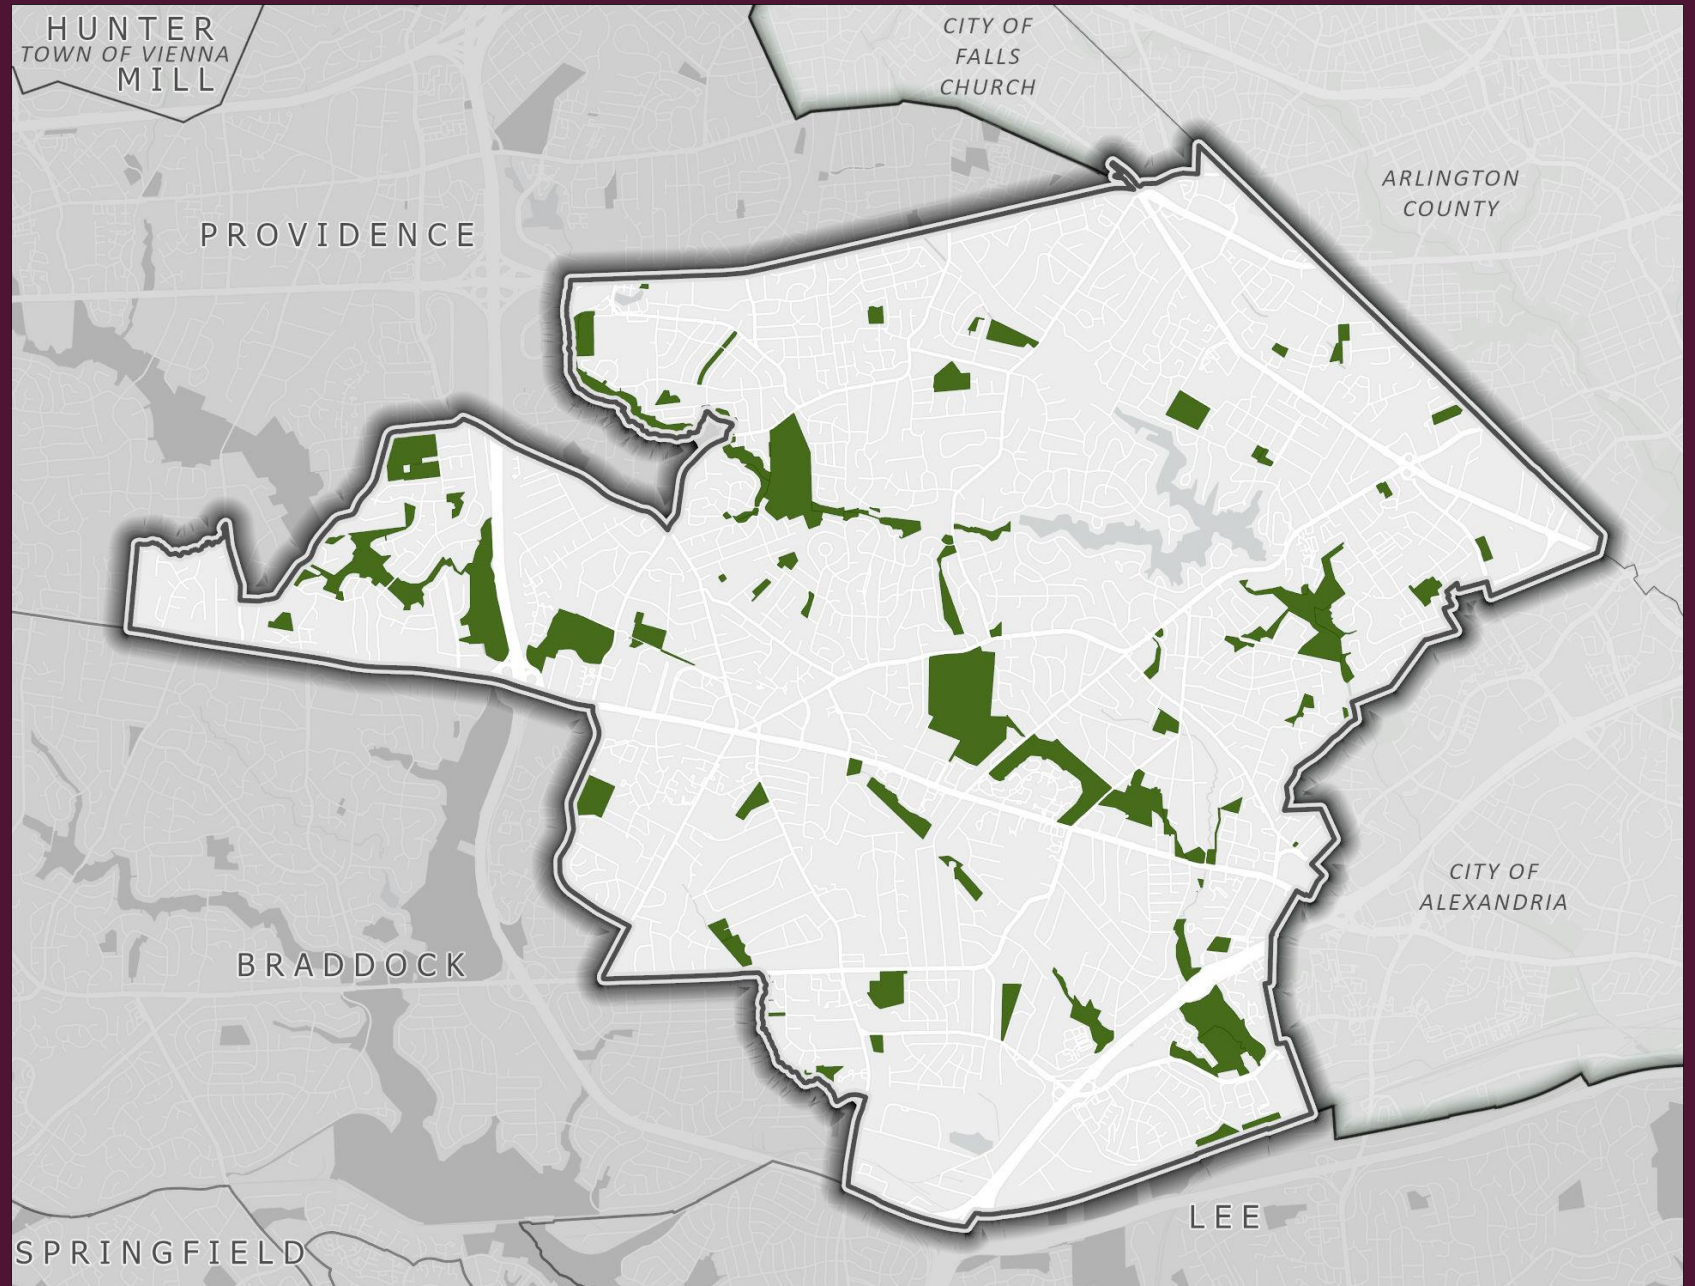 HUNTER
TOWN OF VIENNA
MILL
CITY OF
FALLS
CHURCH
ARLINGTON
COUNTY
PROVIDENCE
CITY OF
ALEXANDRIA
BRADDOCK
LEE
SPRINGFIELD